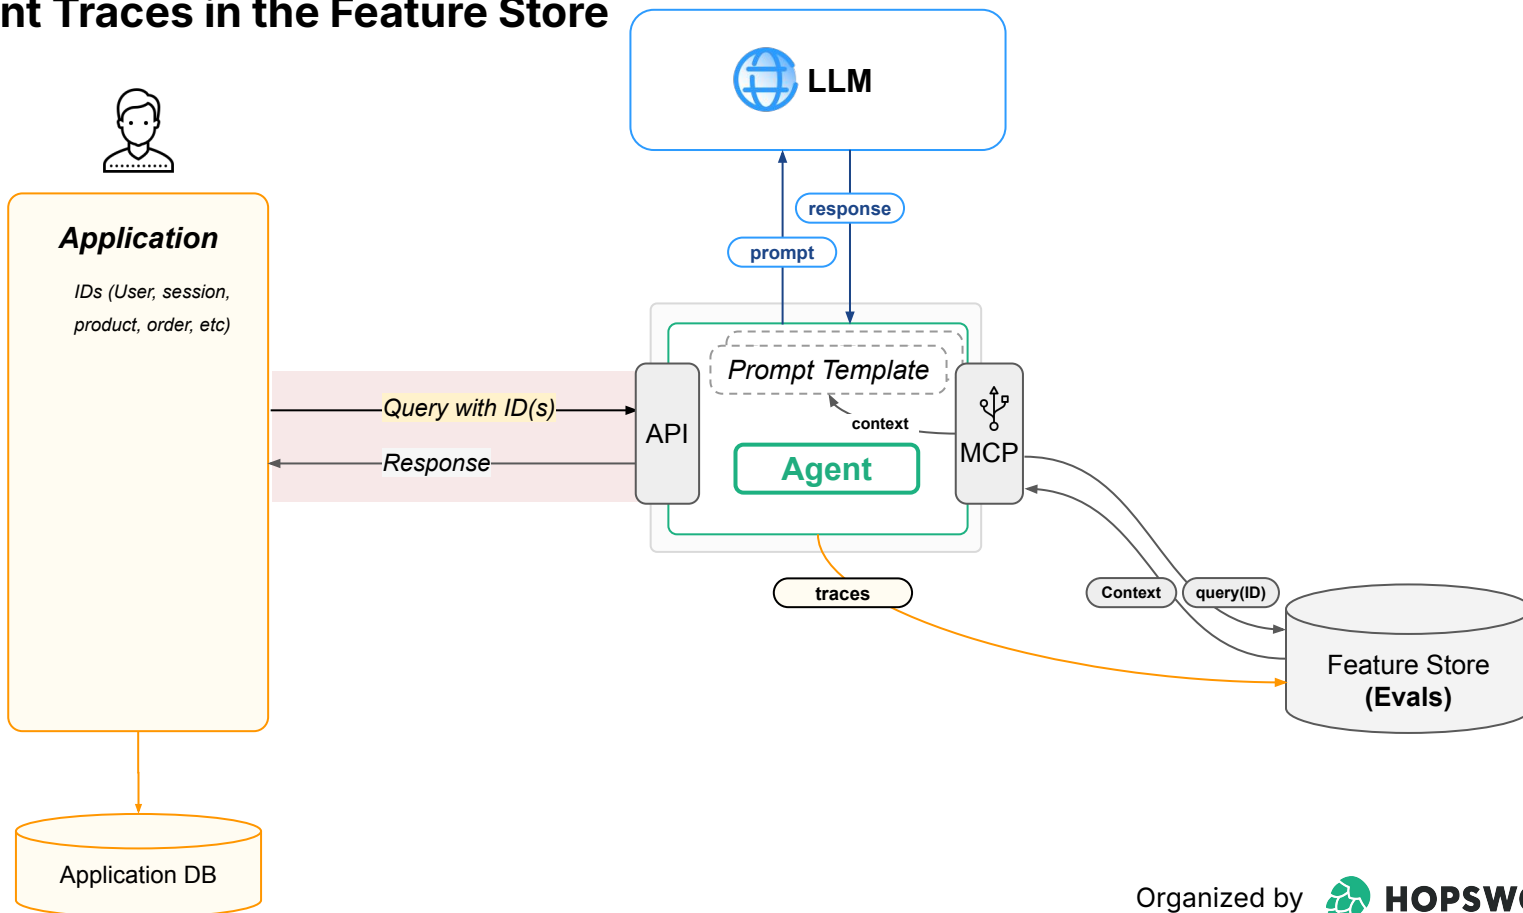 nt Traces in the Feature Store
LLM
response
prompt
Application
IDs (User, session,
product, order, etc)
Prompt Template
Query with ID(s)
context
API
MCP
Response
Agent
traces
Context
query(ID)
Feature Store
(Evals)
Application DB
Organized by
HOPSW